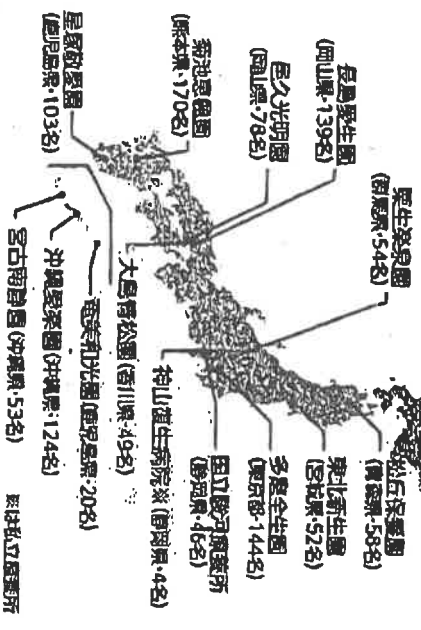 松丘保養園
(青森県・58名)
東北新生園
(宮城県・52名)
多磨全生園
(東京都・144名)
国立駿河療養所
(静岡県・46名)
神山復生病院※(静岡県・4名)
栗生楽泉園
(群馬県・54名)
長島愛生園
(岡山県・139名)
邑久光明園
(岡山県・78名)
大島青松園(香川県・49名)
菊池恵楓園
(熊本県・170名)
星塚敬愛園
(鹿児島県・103名)
奄美和光園(鹿児島県・20名)
沖縄愛楽園(沖縄県・124名)
宮古南静園(沖縄県・53名)
※は私立療養所